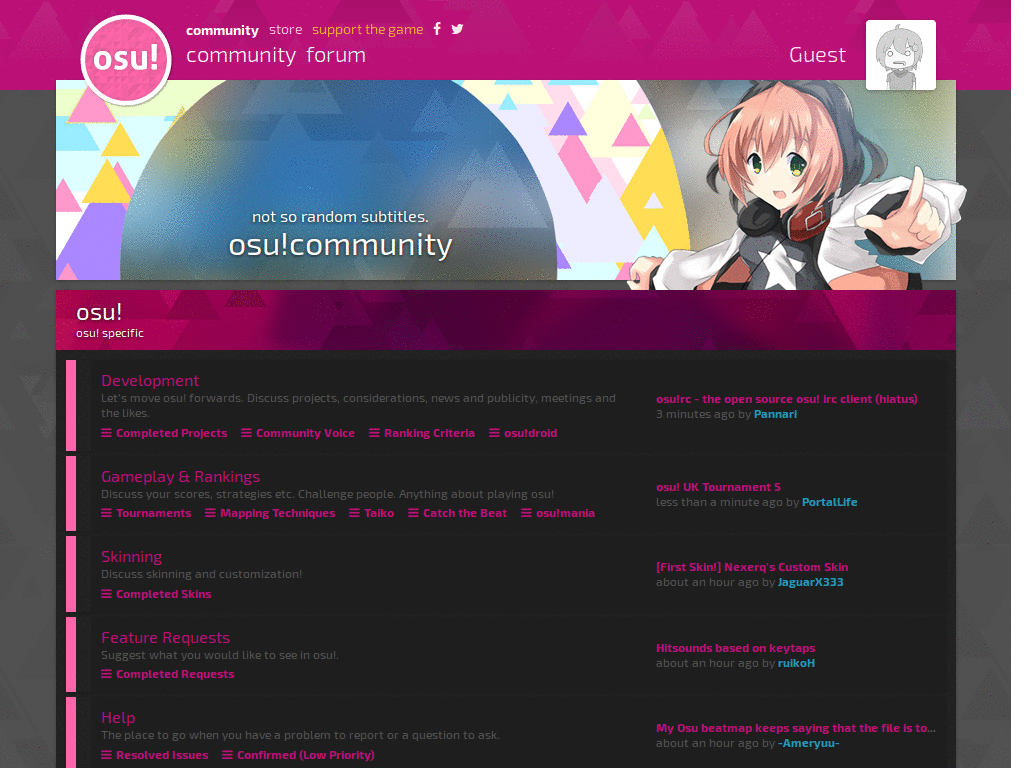 osu!
community store support the game
community forum
Guest
not so random subtitles.
osu!community
osu!
osu! specific
Development
Let's move osu! forwards. Discuss projects, considerations, news and publicity, meetings and
the likes.
Completed Projects Community Voice Ranking Criteria osu!droid
osu!rc - the open source osu! irc client (hiatus)
3 minutes ago by Pannari
Gameplay & Rankings
Discuss your scores, strategies etc. Challenge people. Anything about playing osu!
Tournaments Mapping Techniques Taiko Catch the Beat osu!mania
osu! UK Tournament 5
less than a minute ago by PortalLife
Skinning
Discuss skinning and customization!
Completed Skins
[First Skin!] Nexerq's Custom Skin
about an hour ago by JaguarX333
Feature Requests
Suggest what you would like to see in osu!.
Completed Requests
Hitsounds based on keytaps
about an hour ago by ruikoH
Help
The place to go when you have a problem to report or a question to ask.
Resolved Issues Confirmed (Low Priority)
My Osu beatmap keeps saying that the file is to...
about an hour ago by -Ameryuu-